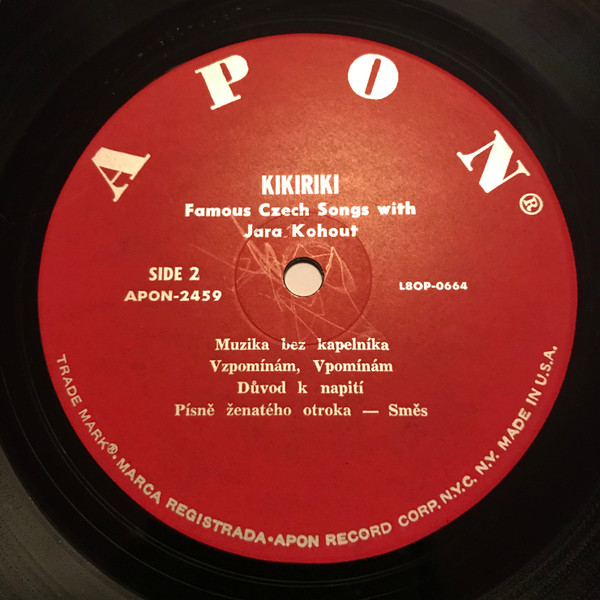 APON®
KIKIRIKI
Famous Czech Songs with
Jara Kohout
SIDE 2
APON-2459
L8OP-0664
Muzika bez kapelníka
Vzpomínám, Vpomínám
Důvod k napití
Písně ženatého otroka — Směs
TRADE MARK®. MARCA REGISTRADA•APON RECORD CORP. N.Y.C. N.Y. MADE IN U.S.A.